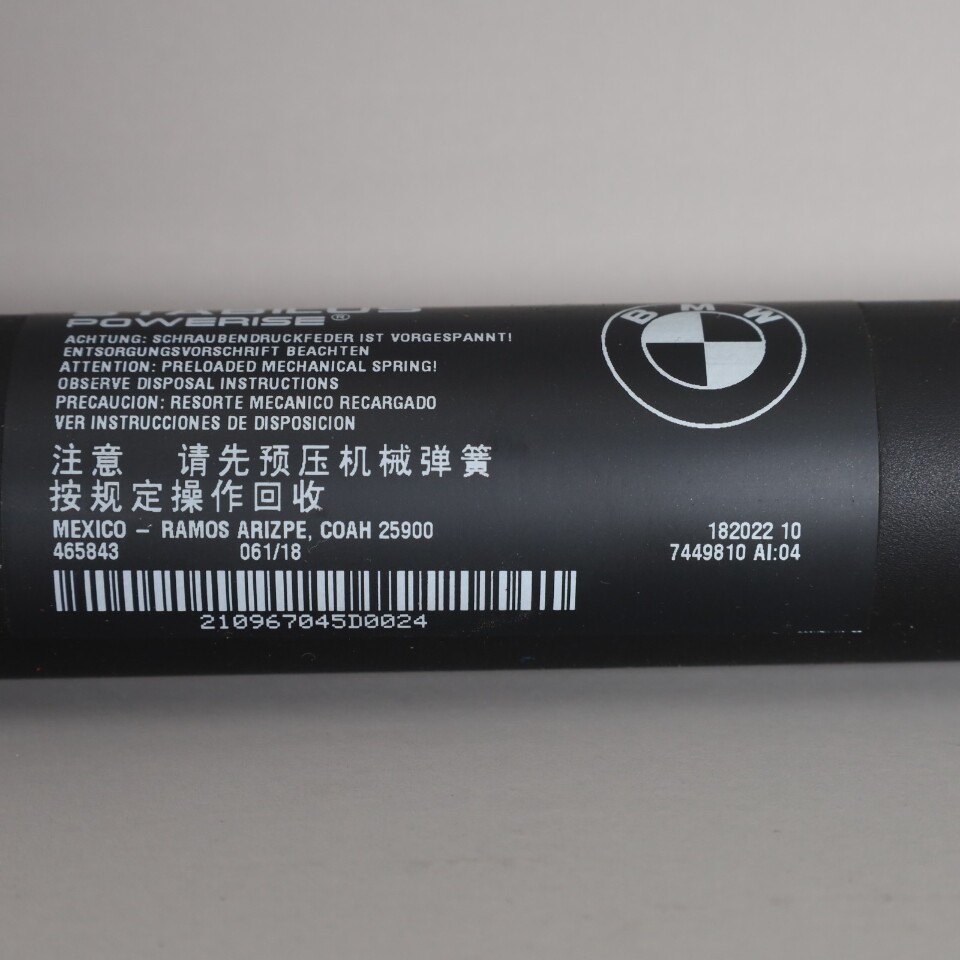 STABILUS
POWERISE®
ACHTUNG: SCHRAUBENDRUCKFEDER IST VORGESPANNT!
ENTSORGUNGSVORSCHRIFT BEACHTEN
ATTENTION: PRELOADED MECHANICAL SPRING!
OBSERVE DISPOSAL INSTRUCTIONS
PRECAUCION: RESORTE MECANICO RECARGADO
VER INSTRUCCIONES DE DISPOSICION
注意 请先预压机械弹簧
按规定操作回收
MEXICO – RAMOS ARIZPE, COAH 25900
465843 061/18
210967045D0024
BMW
182022 10
7449810 AI:04